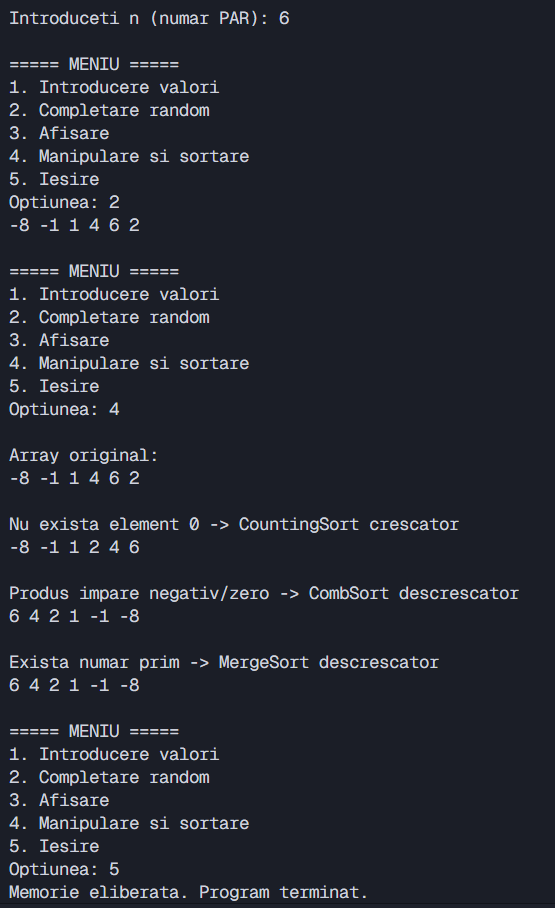 Introduceti n (numar PAR): 6
===== MENIU =====
1. Introducere valori
2. Completare random
3. Afisare
4. Manipulare si sortare
5. Iesire
Optiunea: 2
-8 -1 1 4 6 2
===== MENIU =====
1. Introducere valori
2. Completare random
3. Afisare
4. Manipulare si sortare
5. Iesire
Optiunea: 4
Array original:
-8 -1 1 4 6 2
Nu exista element 0 -> CountingSort crescator
-8 -1 1 2 4 6
Produs impare negativ/zero -> CombSort descrescator
6 4 2 1 -1 -8
Exista numar prim -> MergeSort descrescator
6 4 2 1 -1 -8
===== MENIU =====
1. Introducere valori
2. Completare random
3. Afisare
4. Manipulare si sortare
5. Iesire
Optiunea: 5
Memorie eliberata. Program terminat.